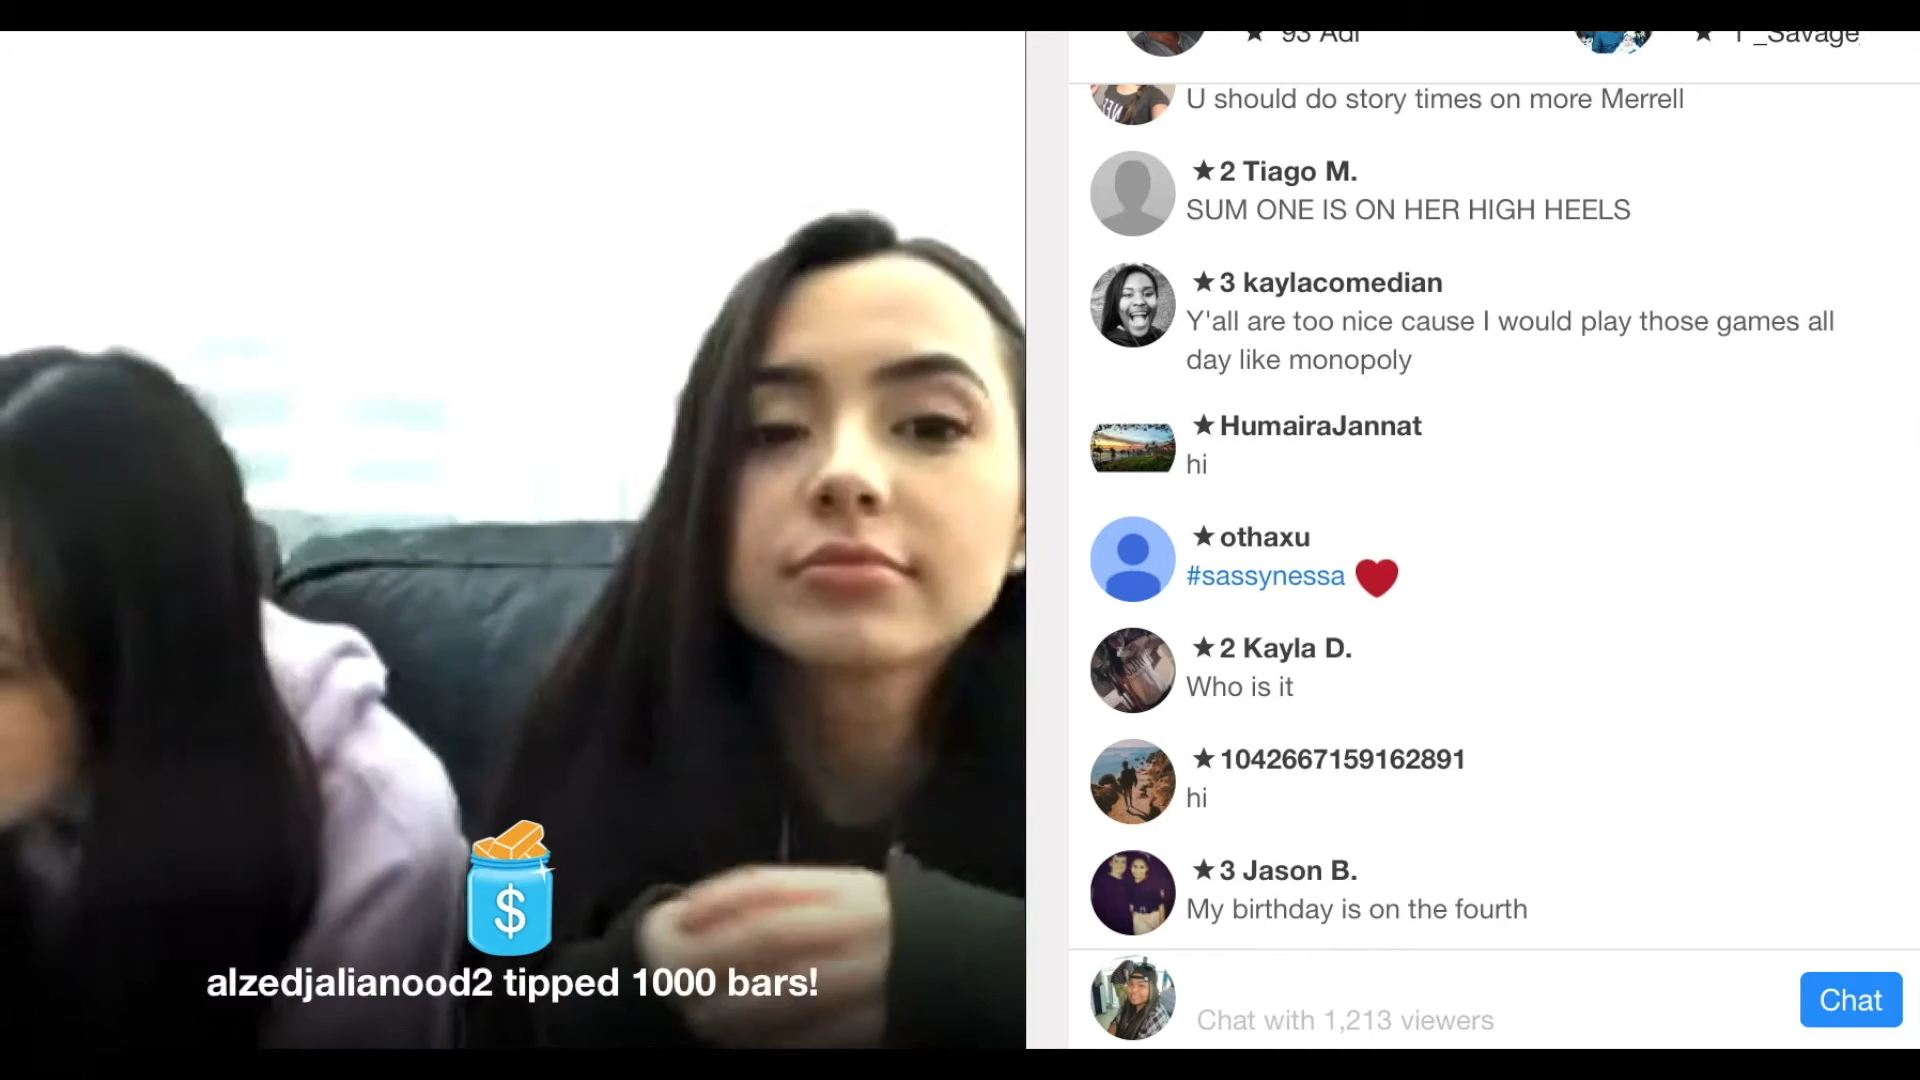 $
alzedjalianood2 tipped 1000 bars!
★ 93 Adi
★ T_Savage
U should do story times on more Merrell
★2 Tiago M.
SUM ONE IS ON HER HIGH HEELS
★3 kaylacomedian
Y'all are too nice cause I would play those games all
day like monopoly
★HumairaJannat
hi
★othaxu
#sassynessa ❤
★2 Kayla D.
Who is it
★1042667159162891
hi
★3 Jason B.
My birthday is on the fourth
Chat with 1,213 viewers
Chat